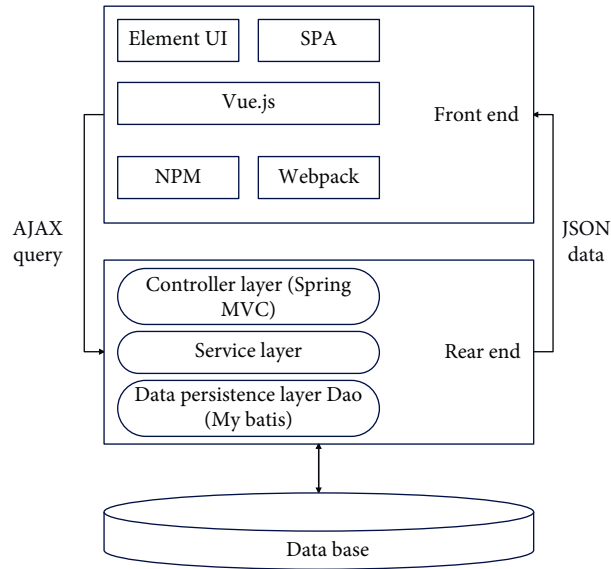 Element UI
SPA
Vue.js
Front end
NPM
Webpack
AJAX
query
JSON
data
Controller layer (Spring
MVC)
Service layer
Rear end
Data persistence layer Dao
(My batis)
Data base